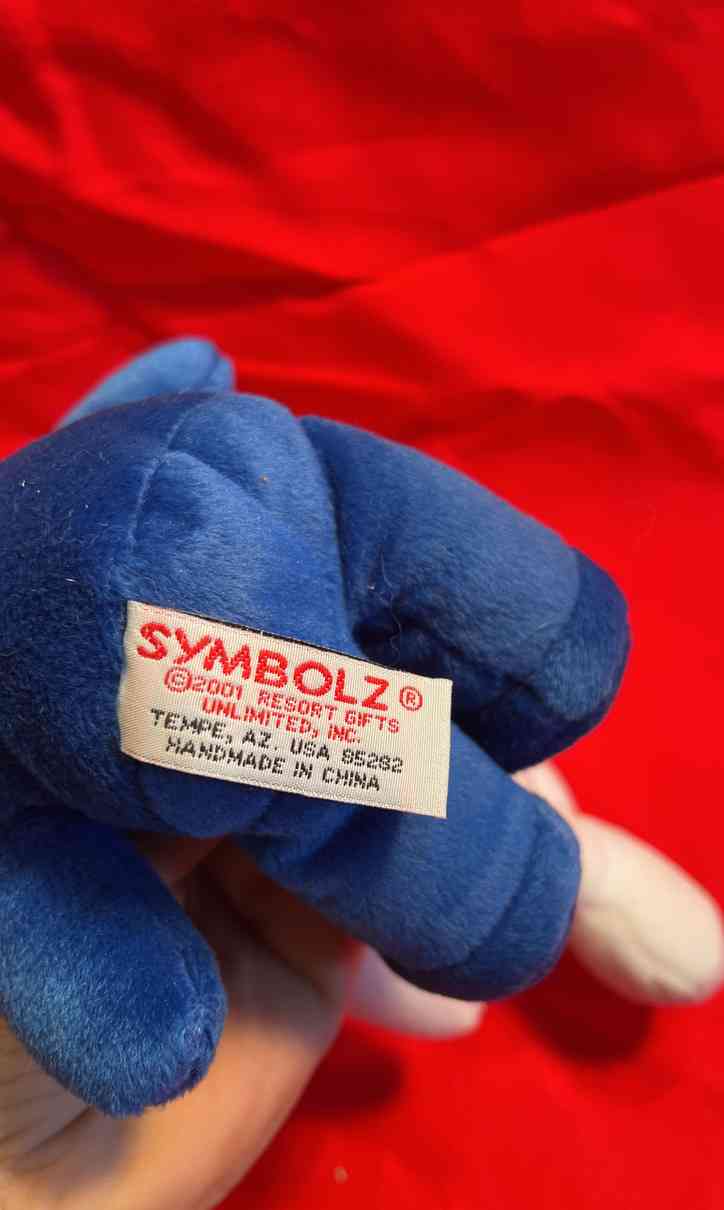 SYMBOLZ®
©2001 RESORT GIFTS
UNLIMITED, INC.
TEMPE, AZ. USA 85282
HANDMADE IN CHINA